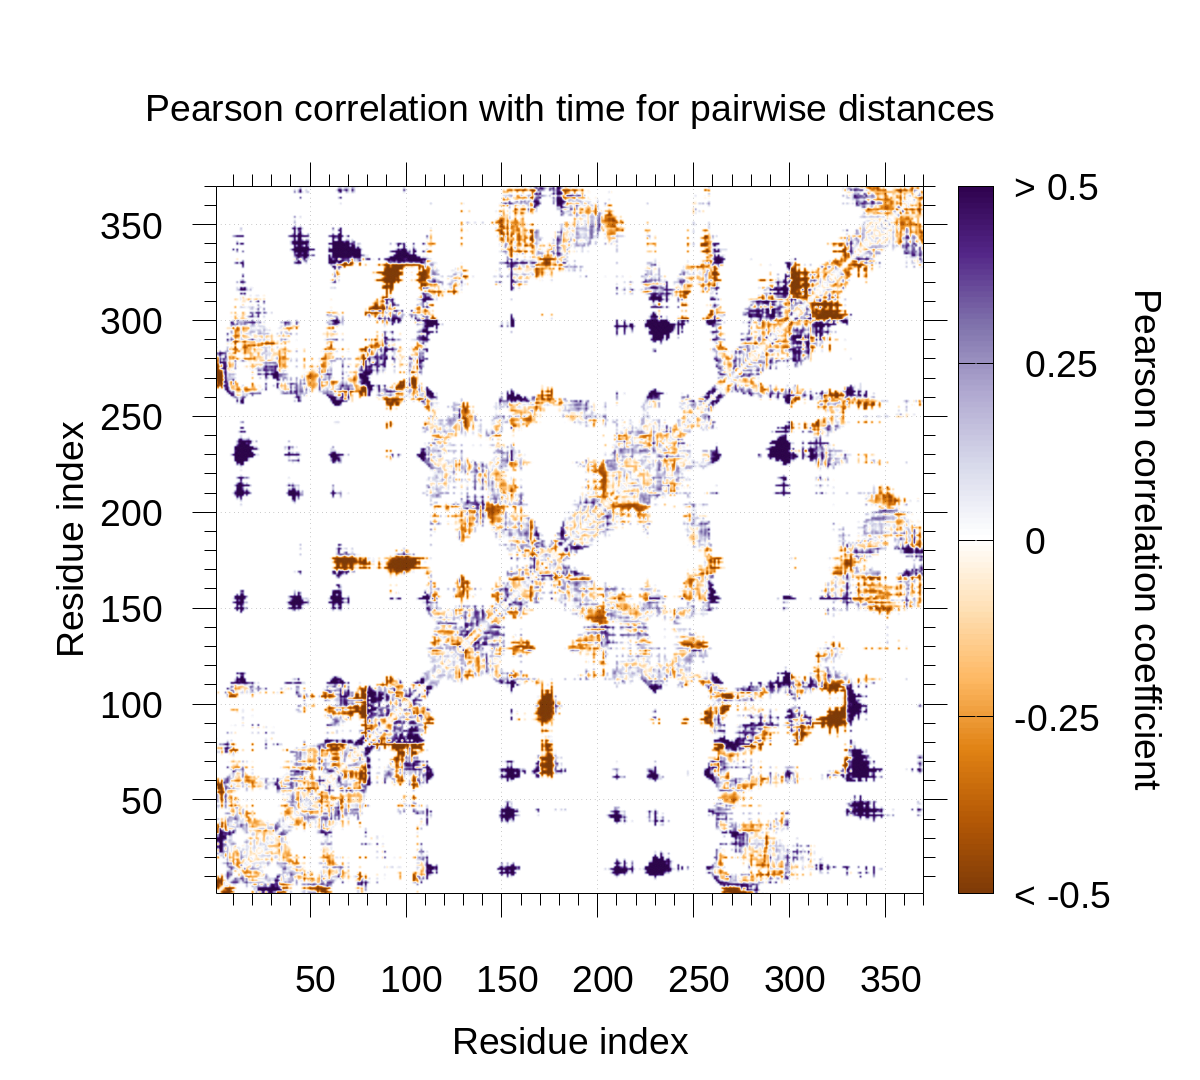 Pearson correlation with time for pairwise distances
350
300
250
200
150
100
50
50 100 150 200 250 300 350
Residue index
Residue index
> 0.5
0.25
0
-0.25
< -0.5
Pearson correlation coefficient